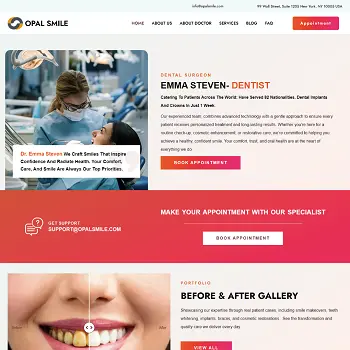 info@opalsmile.com
99 Wall Street, Suite 1225 New York, NY 10005 USA
OPAL SMILE
HOME
ABOUT US
ABOUT DOCTOR
SERVICES
BLOG
FAQ
Appointment
DENTAL SURGEON
EMMA STEVEN- DENTIST
Catering To Patients Across The World: Have Served 82 Nationalities. Dental Implants
And Crowns In Just 1 Week.
Our experienced team, combines advanced technology with a gentle approach to ensure every
patient receives personalized treatment and long lasting results. Whether you're here for a
routine check-up, cosmetic enhancement, or restorative care, we're committed to helping you
achieve a healthy, confident smile. Your comfort, trust, and oral health are at the heart of
everything we do
BOOK APPOINTMENT
Dr. Emma Steven We Craft Smiles That Inspire
Confidence And Radiate Health. Your Comfort,
Care, And Smile Are Always Our Top Priorities.
GET SUPPORT
SUPPORT@OPALSMILE.COM
MAKE YOUR APPOINTMENT WITH OUR SPECIALIST
BOOK APPOINTMENT
PORTFOLIO
BEFORE & AFTER GALLERY
Showcasing our expertise through real patient cases, including smile makeovers, teeth
whitening, implants, braces, and cosmetic restorations - See the transformation and
quality care we deliver every day.
VIEW ALL